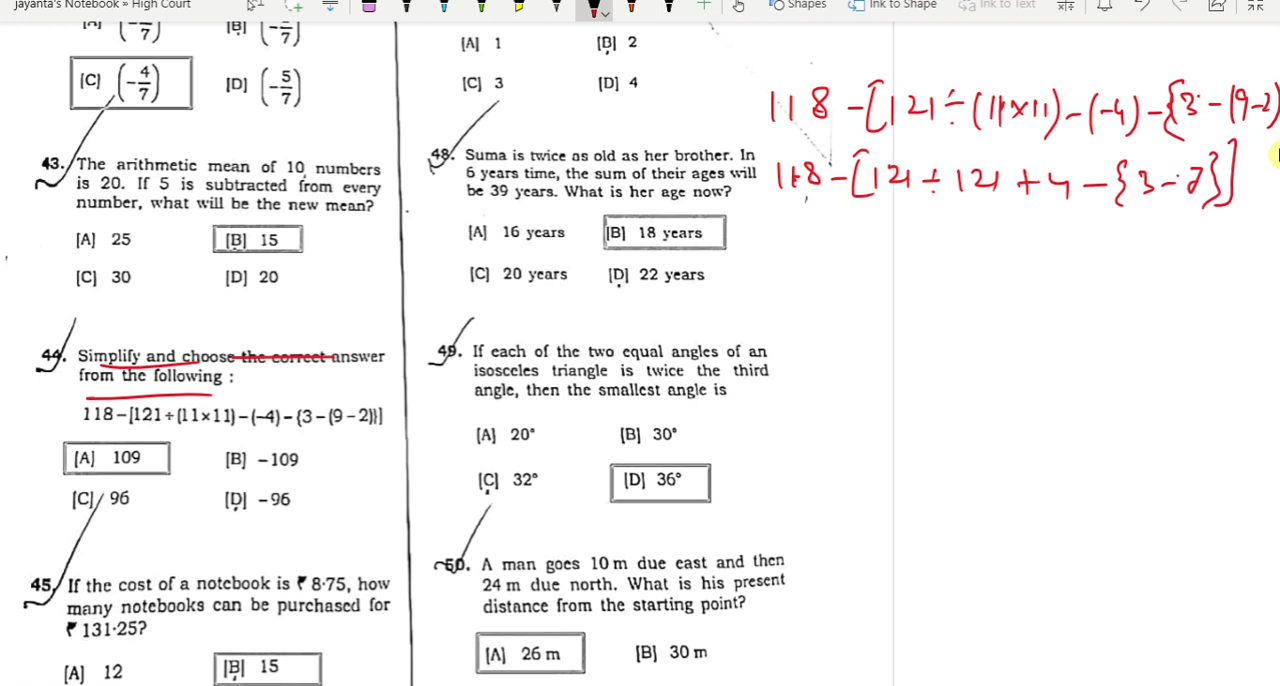 jayanta's Notebook » High Court
Shapes
Ink to Shape
Ink to Text
[A] (-3/7)
[B] (-2/7)
[C] (-4/7)
[D] (-5/7)
43. The arithmetic mean of 10 numbers
is 20. If 5 is subtracted from every
number, what will be the new mean?
[A] 25
[B] 15
[C] 30
[D] 20
44. Simplify and choose the correct answer
from the following :
118-[121÷(11×11)-(-4)-{3-(9-2)}]
[A] 109
[B] -109
[C] 96
[D] -96
45. If the cost of a notebook is ₹ 8·75, how
many notebooks can be purchased for
₹ 131·25?
[A] 12
[B] 15
[A] 1
[B] 2
[C] 3
[D] 4
48. Suma is twice as old as her brother. In
6 years time, the sum of their ages will
be 39 years. What is her age now?
[A] 16 years
[B] 18 years
[C] 20 years
[D] 22 years
49. If each of the two equal angles of an
isosceles triangle is twice the third
angle, then the smallest angle is
[A] 20°
[B] 30°
[C] 32°
[D] 36°
50. A man goes 10 m due east and then
24 m due north. What is his present
distance from the starting point?
[A] 26 m
[B] 30 m
118-[121÷(11×11)-(-4)-{3-(9-2)
118-[121÷121+4-{3-7}]